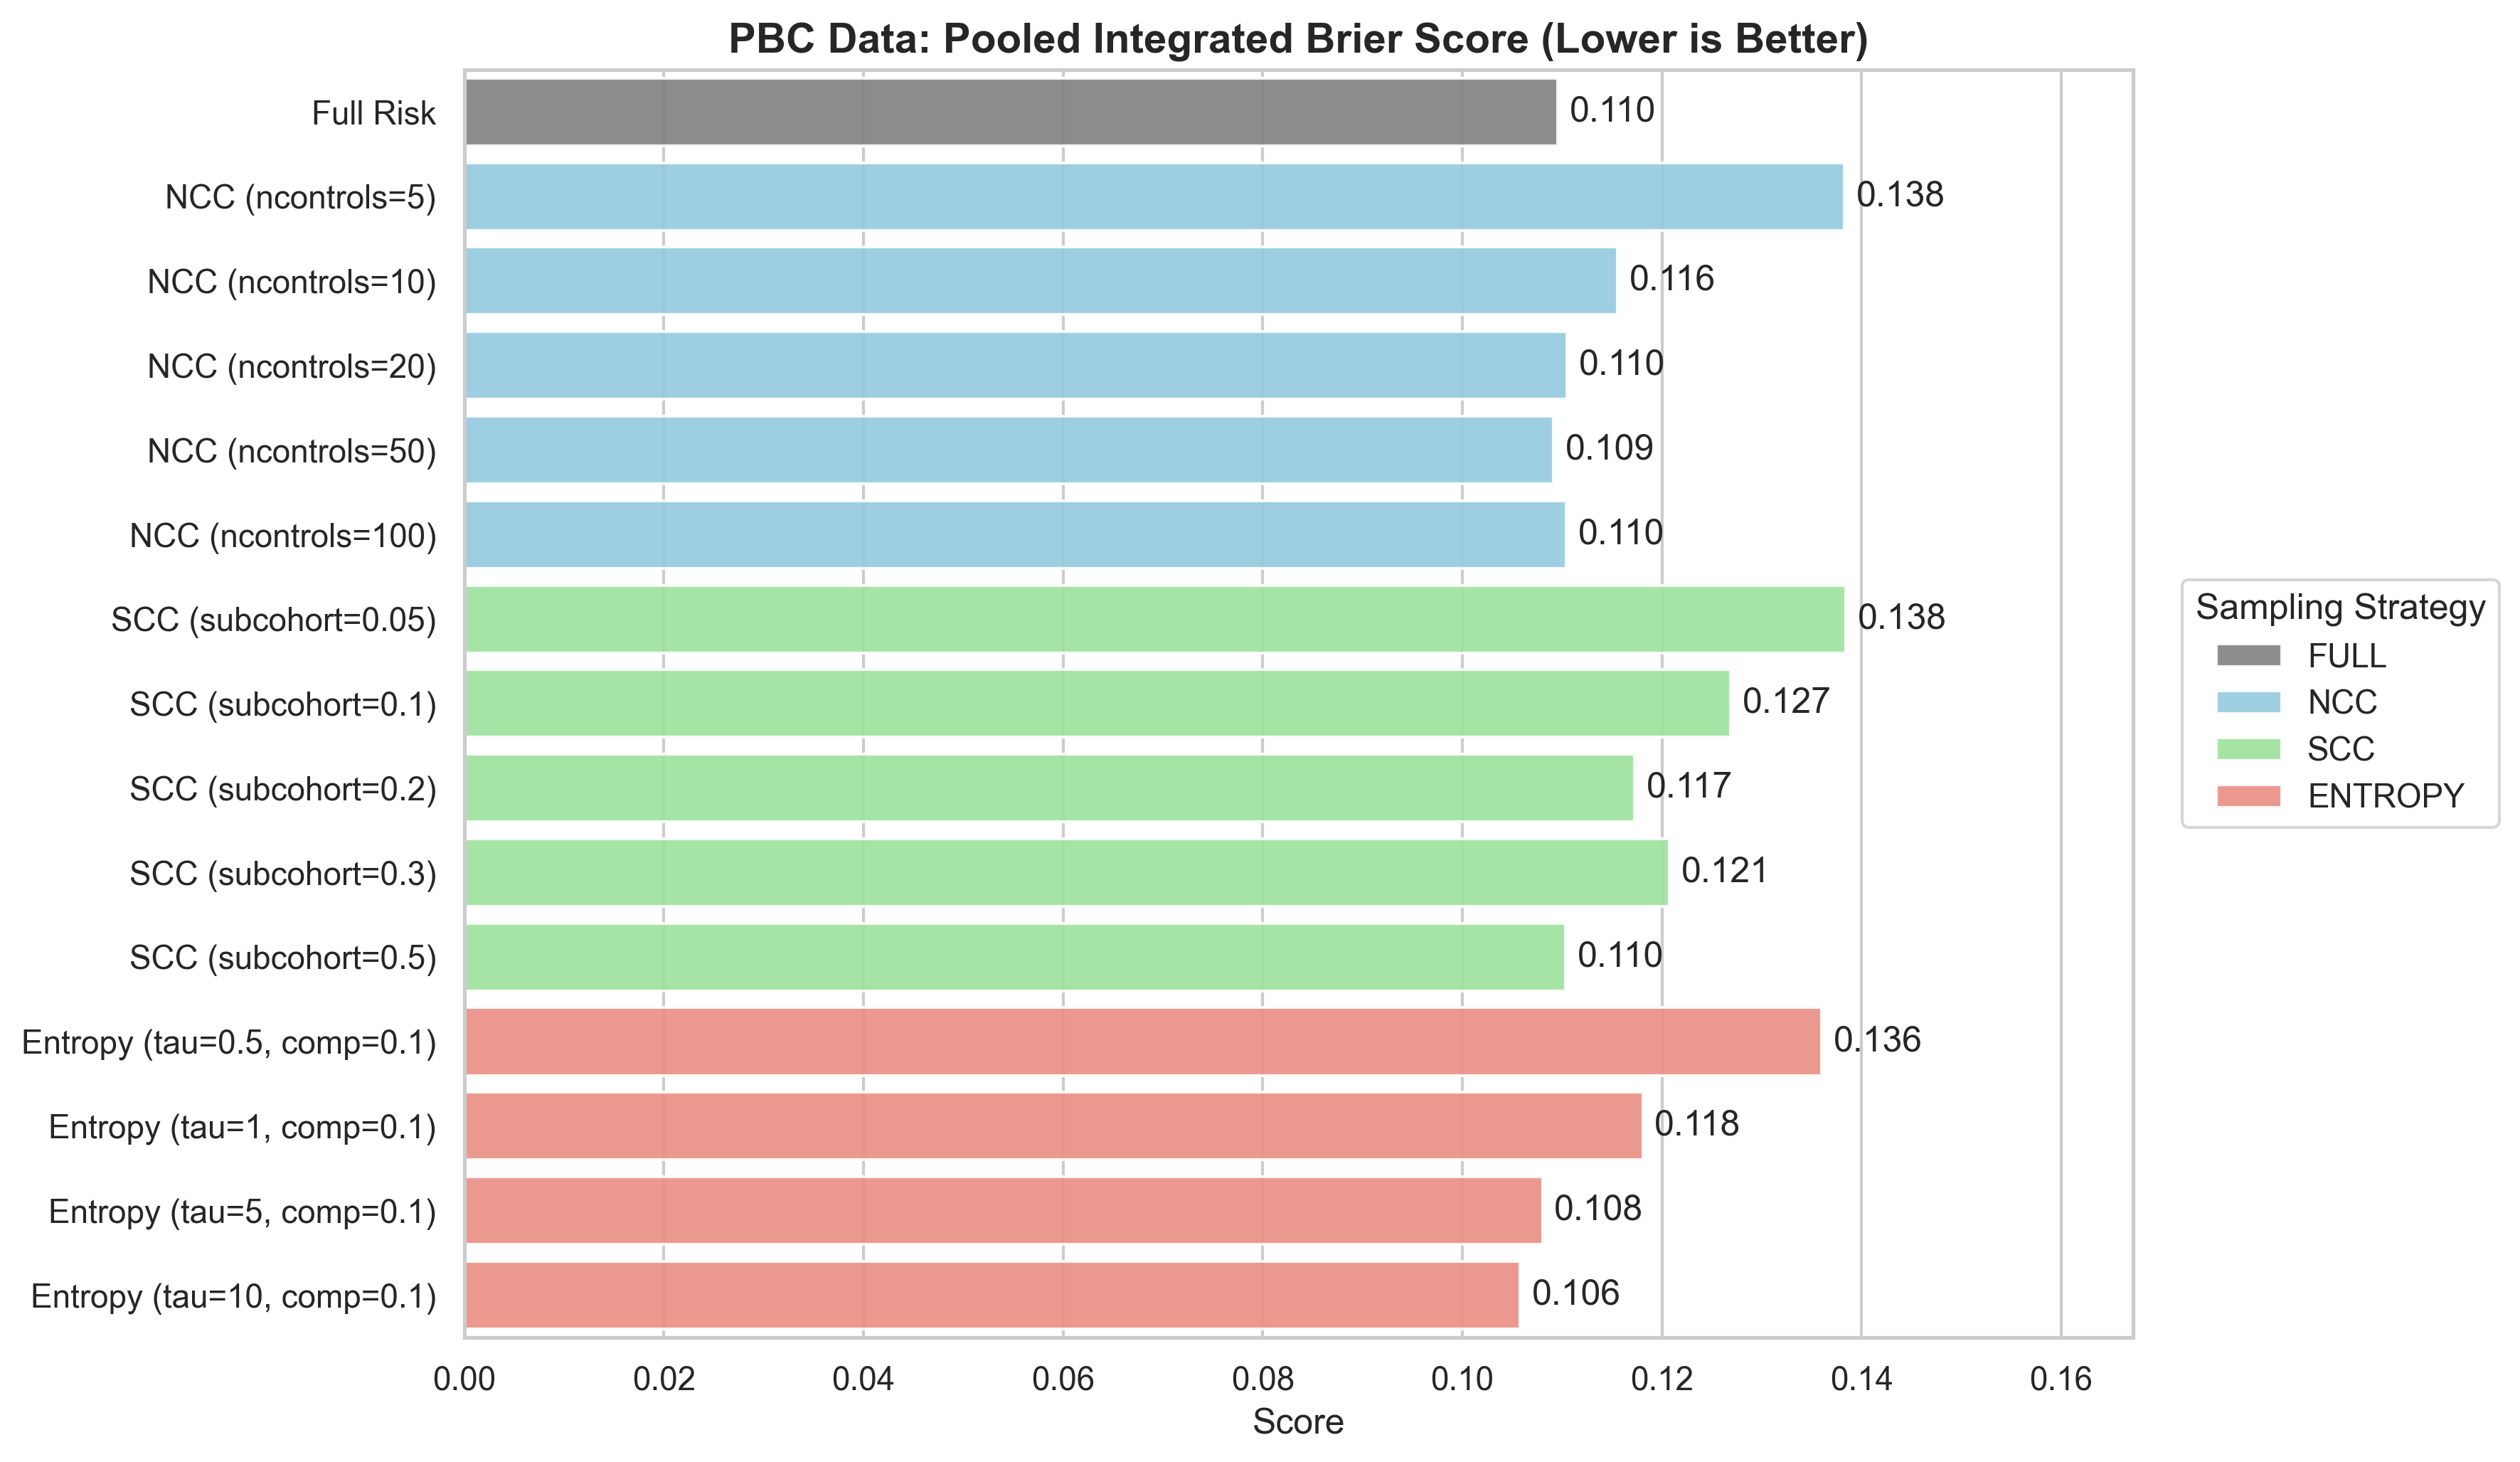 PBC Data: Pooled Integrated Brier Score (Lower is Better)
Full Risk 0.110
NCC (ncontrols=5) 0.138
NCC (ncontrols=10) 0.116
NCC (ncontrols=20) 0.110
NCC (ncontrols=50) 0.109
NCC (ncontrols=100) 0.110
SCC (subcohort=0.05) 0.138
SCC (subcohort=0.1) 0.127
SCC (subcohort=0.2) 0.117
SCC (subcohort=0.3) 0.121
SCC (subcohort=0.5) 0.110
Entropy (tau=0.5, comp=0.1) 0.136
Entropy (tau=1, comp=0.1) 0.118
Entropy (tau=5, comp=0.1) 0.108
Entropy (tau=10, comp=0.1) 0.106
0.00 0.02 0.04 0.06 0.08 0.10 0.12 0.14 0.16
Score
Sampling Strategy
FULL
NCC
SCC
ENTROPY